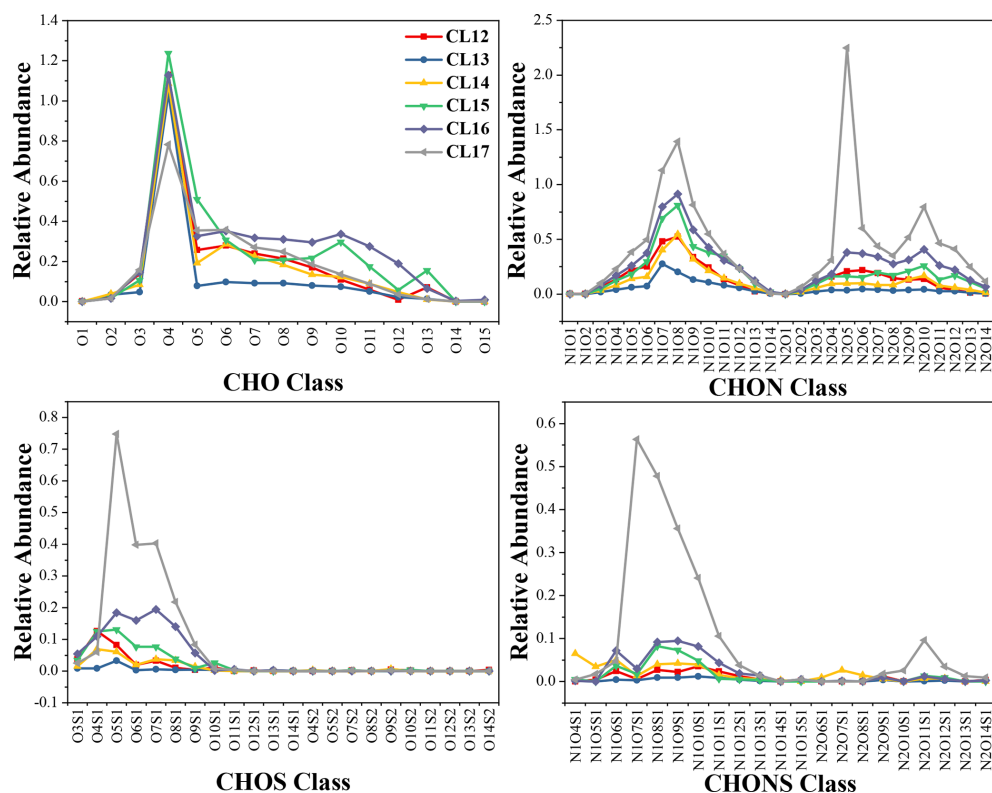 Relative Abundance
1.4
1.2
1.0
0.8
0.6
0.4
0.2
0.0
CL12
CL13
CL14
CL15
CL16
CL17
O1
O2
O3
O4
O5
O6
O7
O8
O9
O10
O11
O12
O13
O14
O15
CHO Class
Relative Abundance
2.5
2.0
1.5
1.0
0.5
0.0
N1O1
N1O2
N1O3
N1O4
N1O5
N1O6
N1O7
N1O8
N1O9
N1O10
N1O11
N1O12
N1O13
N1O14
N2O1
N2O2
N2O3
N2O4
N2O5
N2O6
N2O7
N2O8
N2O9
N2O10
N2O11
N2O12
N2O13
N2O14
CHON Class
Relative Abundance
0.8
0.7
0.6
0.5
0.4
0.3
0.2
0.1
0.0
-0.1
O3S1
O4S1
O5S1
O6S1
O7S1
O8S1
O9S1
O10S1
O11S1
O12S1
O13S1
O14S1
O4S2
O5S2
O7S2
O8S2
O9S2
O10S2
O11S2
O12S2
O13S2
O14S2
CHOS Class
Relative Abundance
0.6
0.5
0.4
0.3
0.2
0.1
0.0
N1O4S1
N1O5S1
N1O6S1
N1O7S1
N1O8S1
N1O9S1
N1O10S1
N1O11S1
N1O12S1
N1O13S1
N1O14S1
N1O15S1
N2O6S1
N2O7S1
N2O8S1
N2O9S1
N2O10S1
N2O11S1
N2O12S1
N2O13S1
N2O14S1
CHONS Class